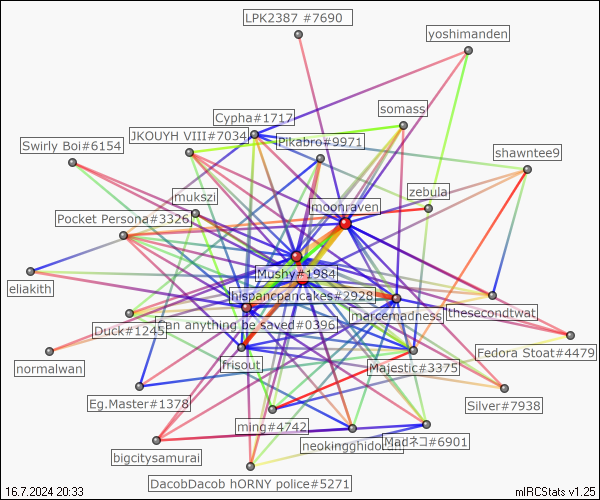 LPK2387 #7690
yoshimanden
somass
Cypha#1717
JKOUYH VIII#7034
Pikabro#9971
Swirly Boi#6154
shawntee9
zebula
mukszi
moonraven
Pocket Persona#3326
Mushy#1984
eliakith
hispancpancakes#2928
thesecondtwat
marcemadness
Duck#1245
can anything be saved#0396
normalwan
frisout
Majestic#3375
Fedora Stoat#4479
Eg.Master#1378
Silver#7938
ming#4742
neokingghidorah
Madネコ#6901
bigcitysamurai
DacobDacob hORNY police#5271
16.7.2024 20:33
mIRCStats v1.25